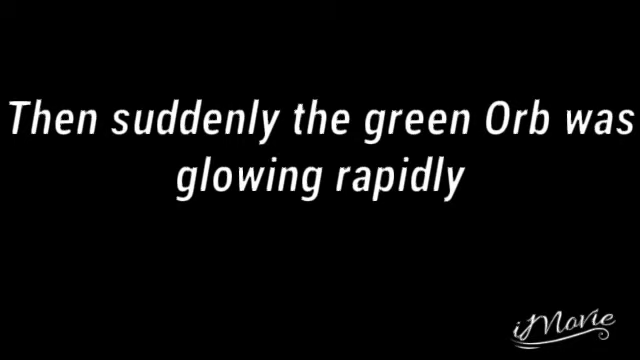 Then suddenly the green Orb was
glowing rapidly
iMovie